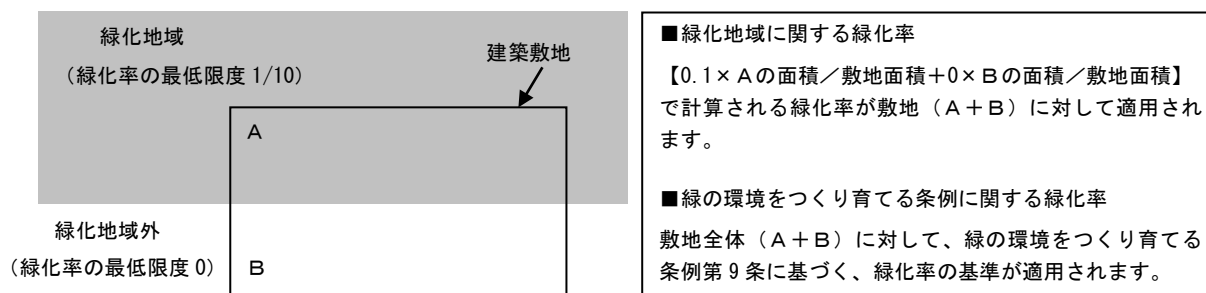 緑化地域
(緑化率の最低限度 1/10)
建築敷地
A
緑化地域外
(緑化率の最低限度 0)
B
■緑化地域に関する緑化率
【0.1×Aの面積／敷地面積+0×Bの面積／敷地面積】
で計算される緑化率が敷地（A＋B）に対して適用され
ます。
■緑の環境をつくり育てる条例に関する緑化率
敷地全体（A＋B）に対して、緑の環境をつくり育てる
条例第9条に基づく、緑化率の基準が適用されます。